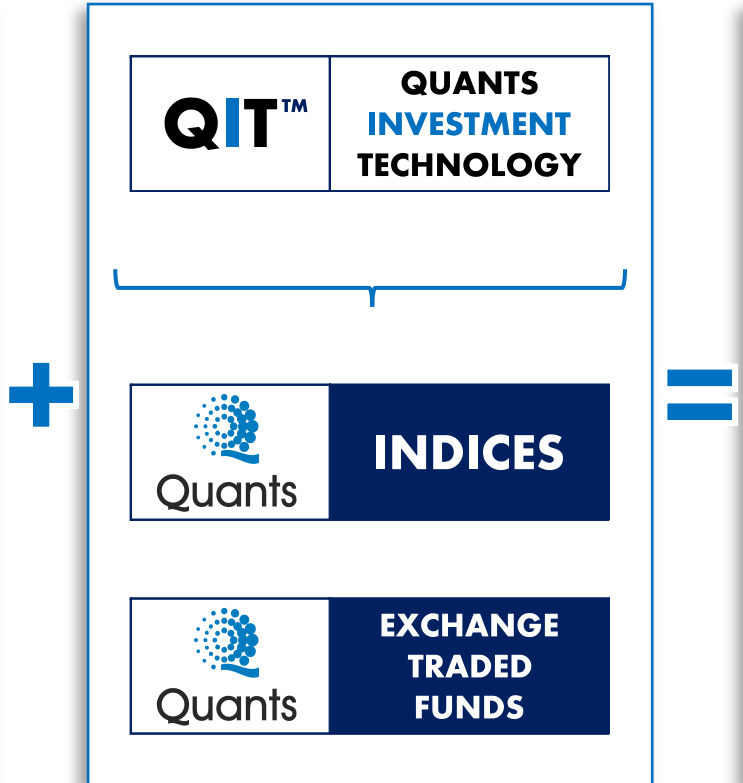 QIT™
QUANTS
INVESTMENT
TECHNOLOGY
+
=
Quants
INDICES
Quants
EXCHANGE
TRADED
FUNDS